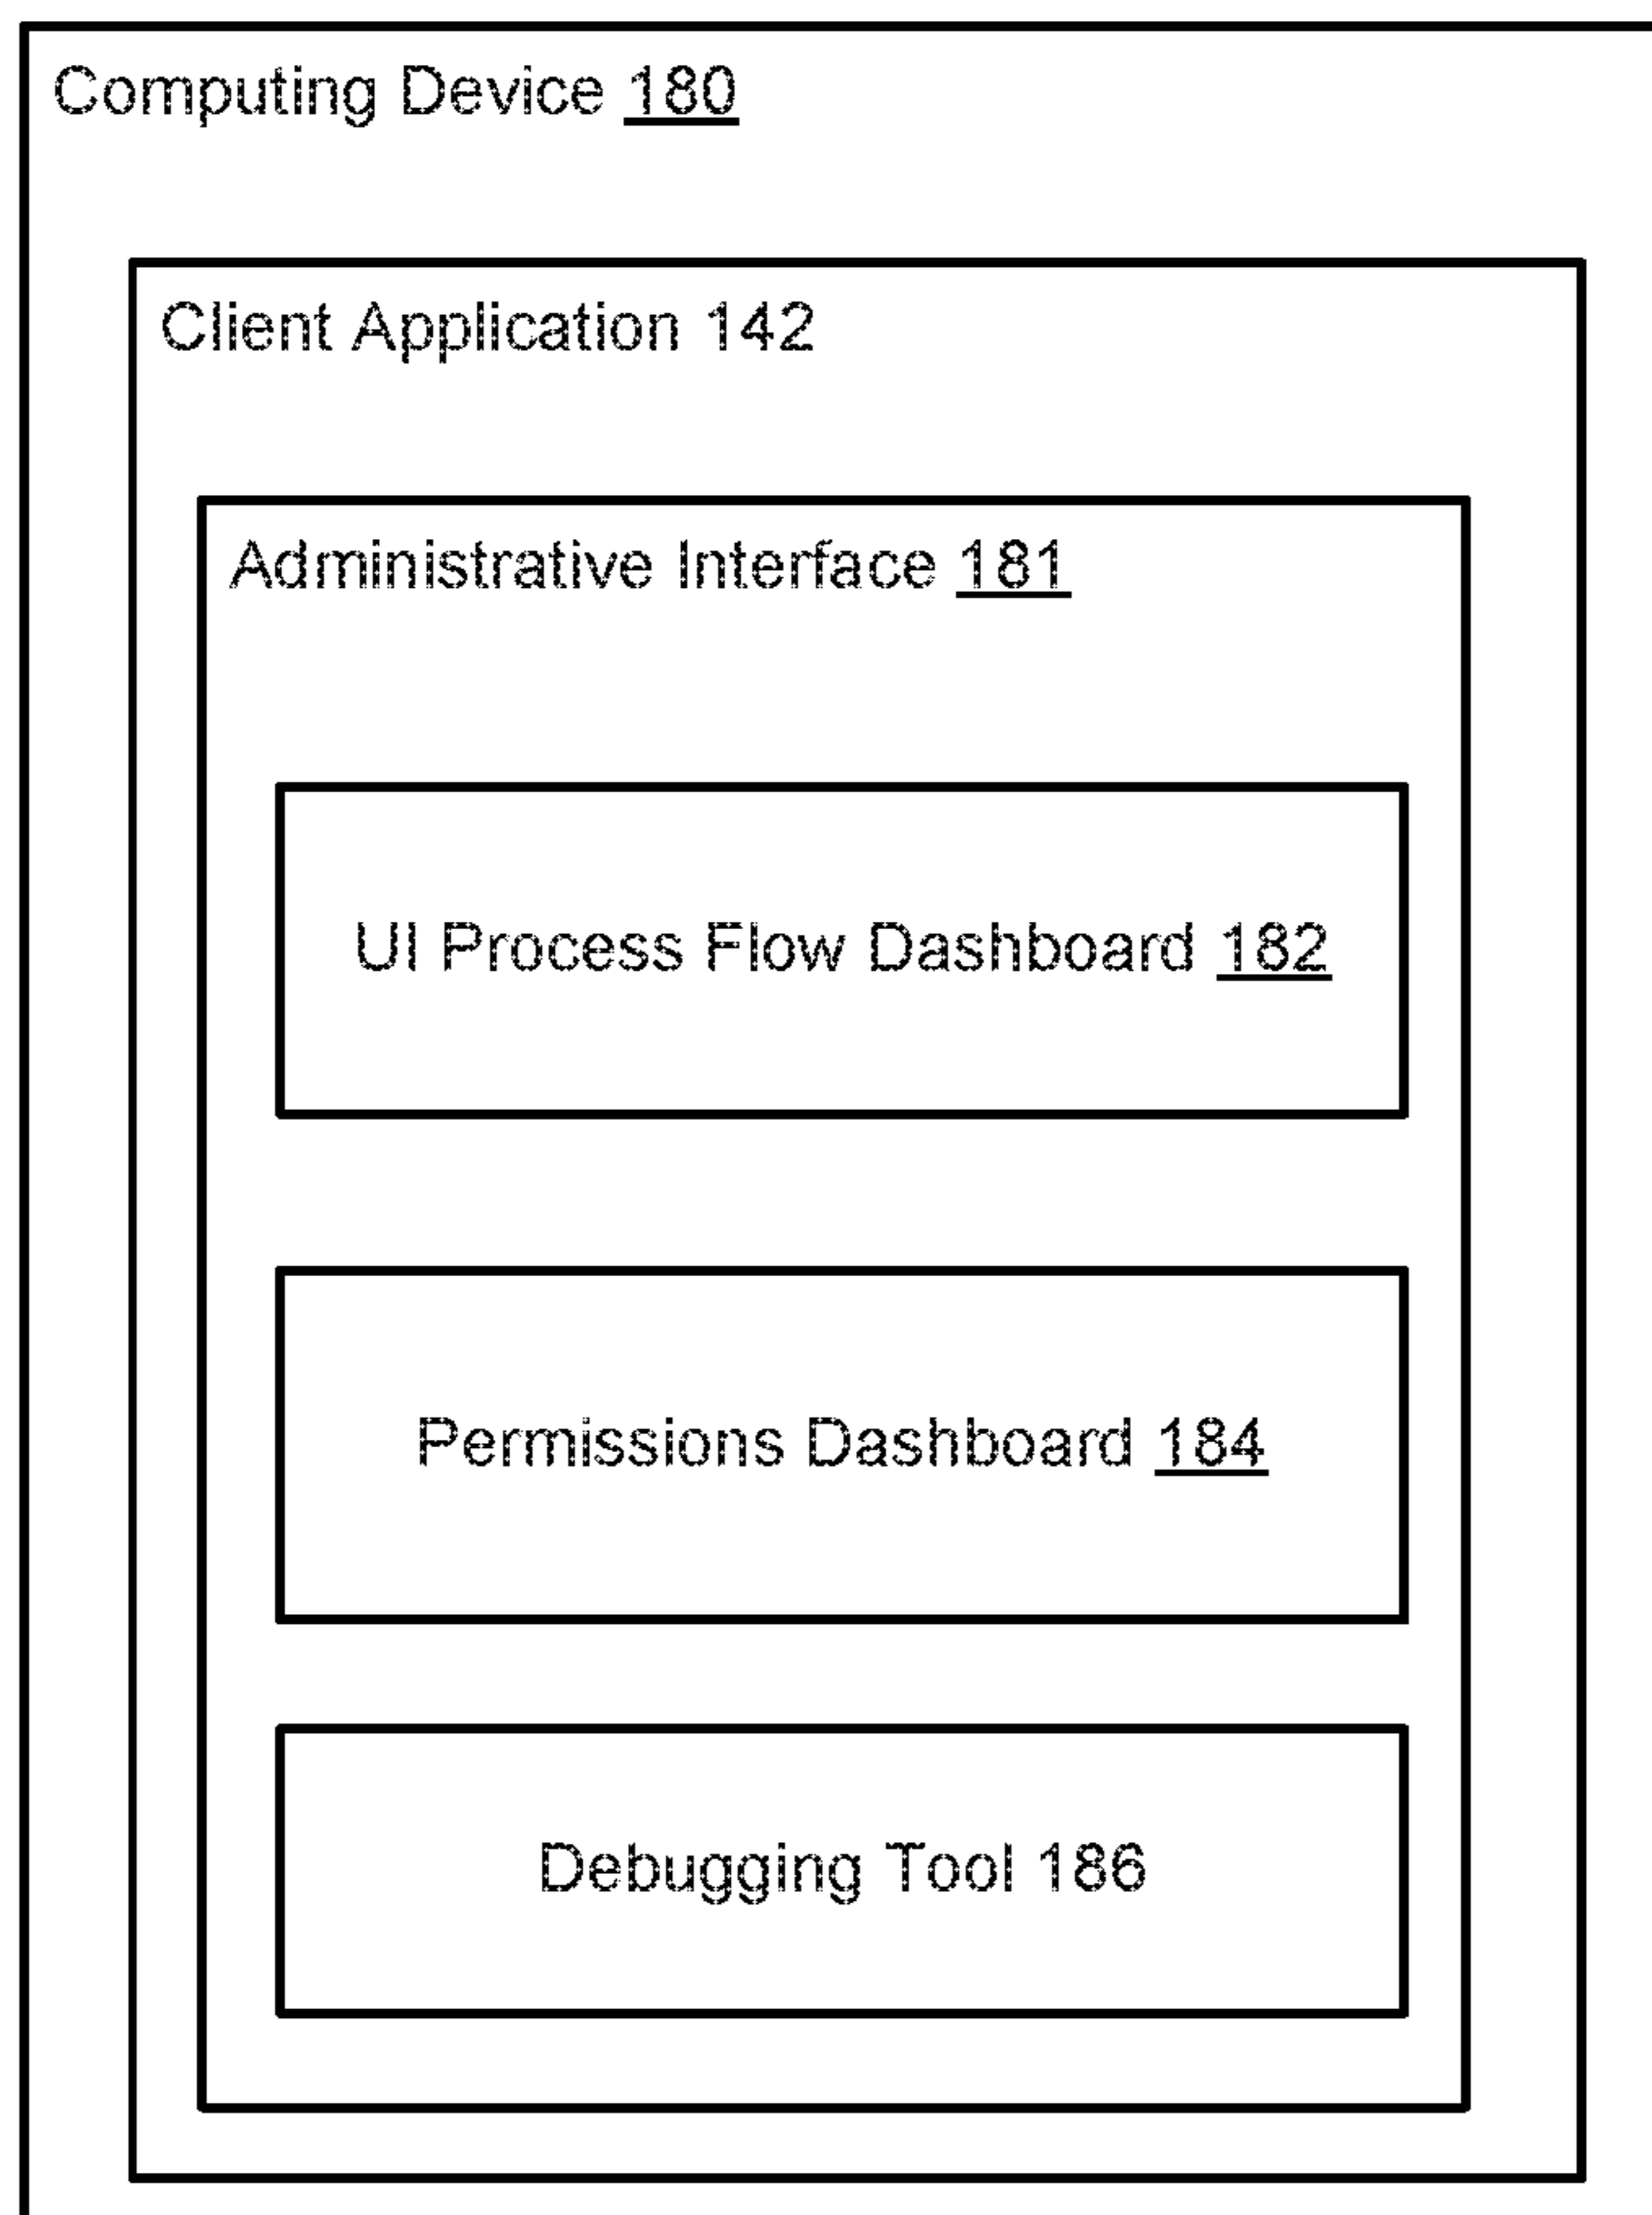 Computing Device 180
Client Application 142
Administrative Interface 181
UI Process Flow Dashboard 182
Permissions Dashboard 184
Debugging Tool 186